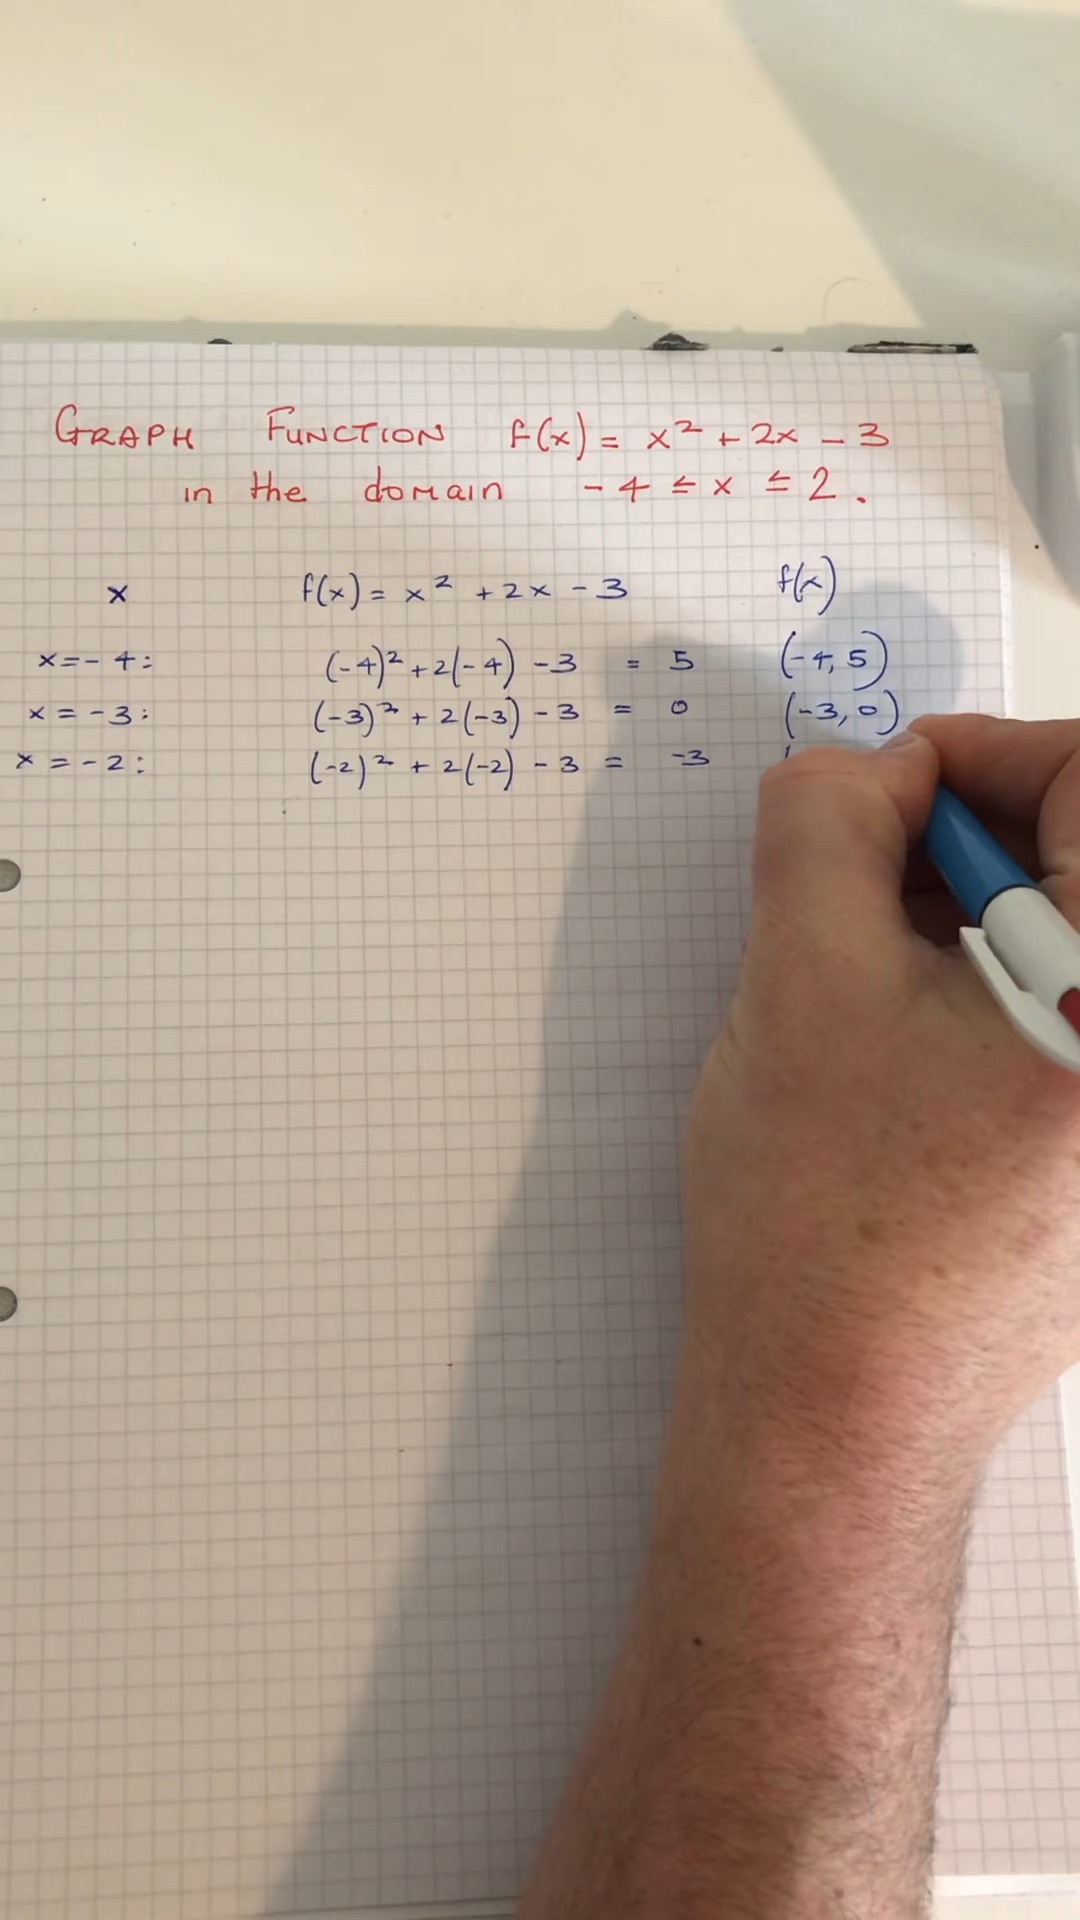 GRAPH FUNCTION f(x) = x² + 2x - 3
in the domain -4 ≤ x ≤ 2.
x f(x) = x² + 2x - 3 f(x)
x = -4: (-4)² + 2(-4) - 3 = 5 (-4, 5)
x = -3: (-3)² + 2(-3) - 3 = 0 (-3, 0)
x = -2: (-2)² + 2(-2) - 3 = -3 (